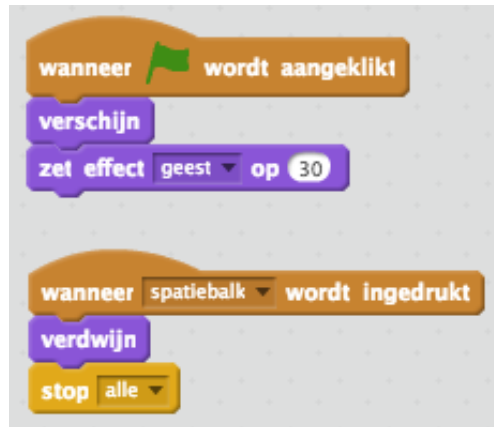 wanneer wordt aangeklikt
verschijn
zet effect geest op 30
wanneer spatiebalk wordt ingedrukt
verdwijn
stop alle